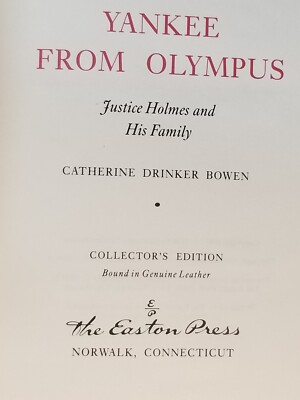 YANKEE
FROM OLYMPUS
Justice Holmes and
His Family
CATHERINE DRINKER BOWEN
•
COLLECTOR'S EDITION
Bound in Genuine Leather
E
P
The Easton Press
NORWALK, CONNECTICUT